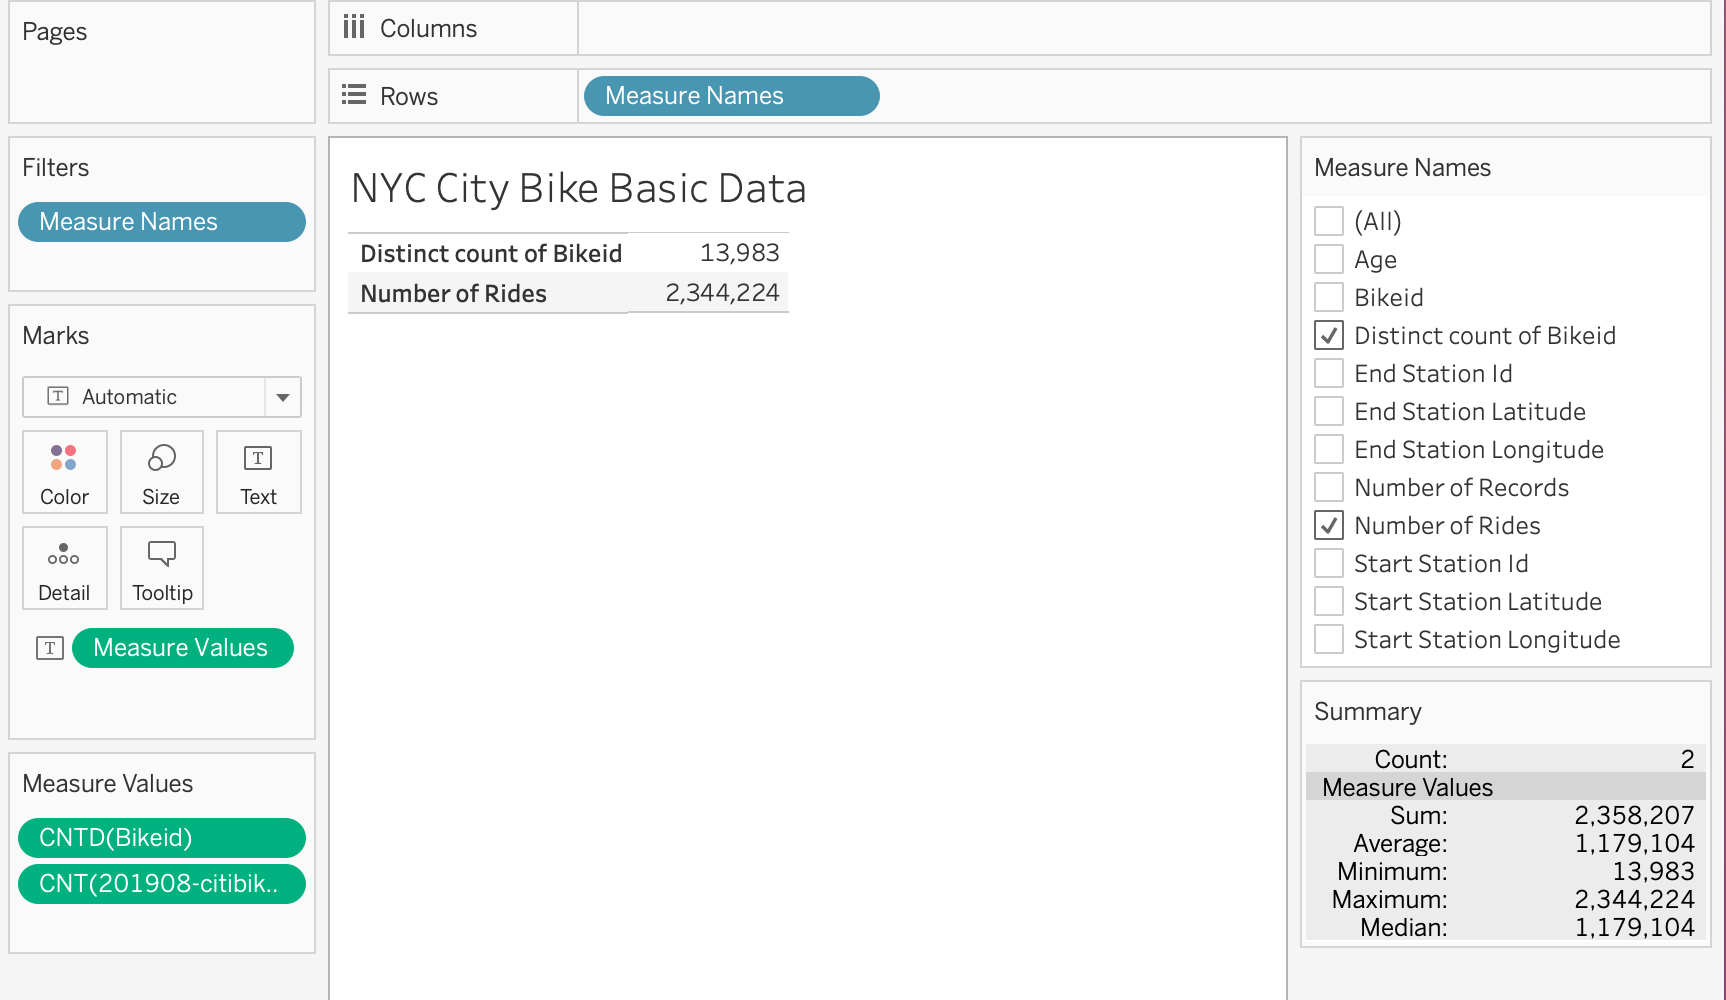 Pages
Columns
Rows
Measure Names
Filters
Measure Names
Marks
T Automatic
Color
Size
T
Text
Detail
Tooltip
T Measure Values
Measure Values
CNTD(Bikeid)
CNT(201908-citibik..
NYC City Bike Basic Data
Distinct count of Bikeid 13,983
Number of Rides 2,344,224
Measure Names
(All)
Age
Bikeid
Distinct count of Bikeid
End Station Id
End Station Latitude
End Station Longitude
Number of Records
Number of Rides
Start Station Id
Start Station Latitude
Start Station Longitude
Summary
Count: 2
Measure Values
Sum: 2,358,207
Average: 1,179,104
Minimum: 13,983
Maximum: 2,344,224
Median: 1,179,104